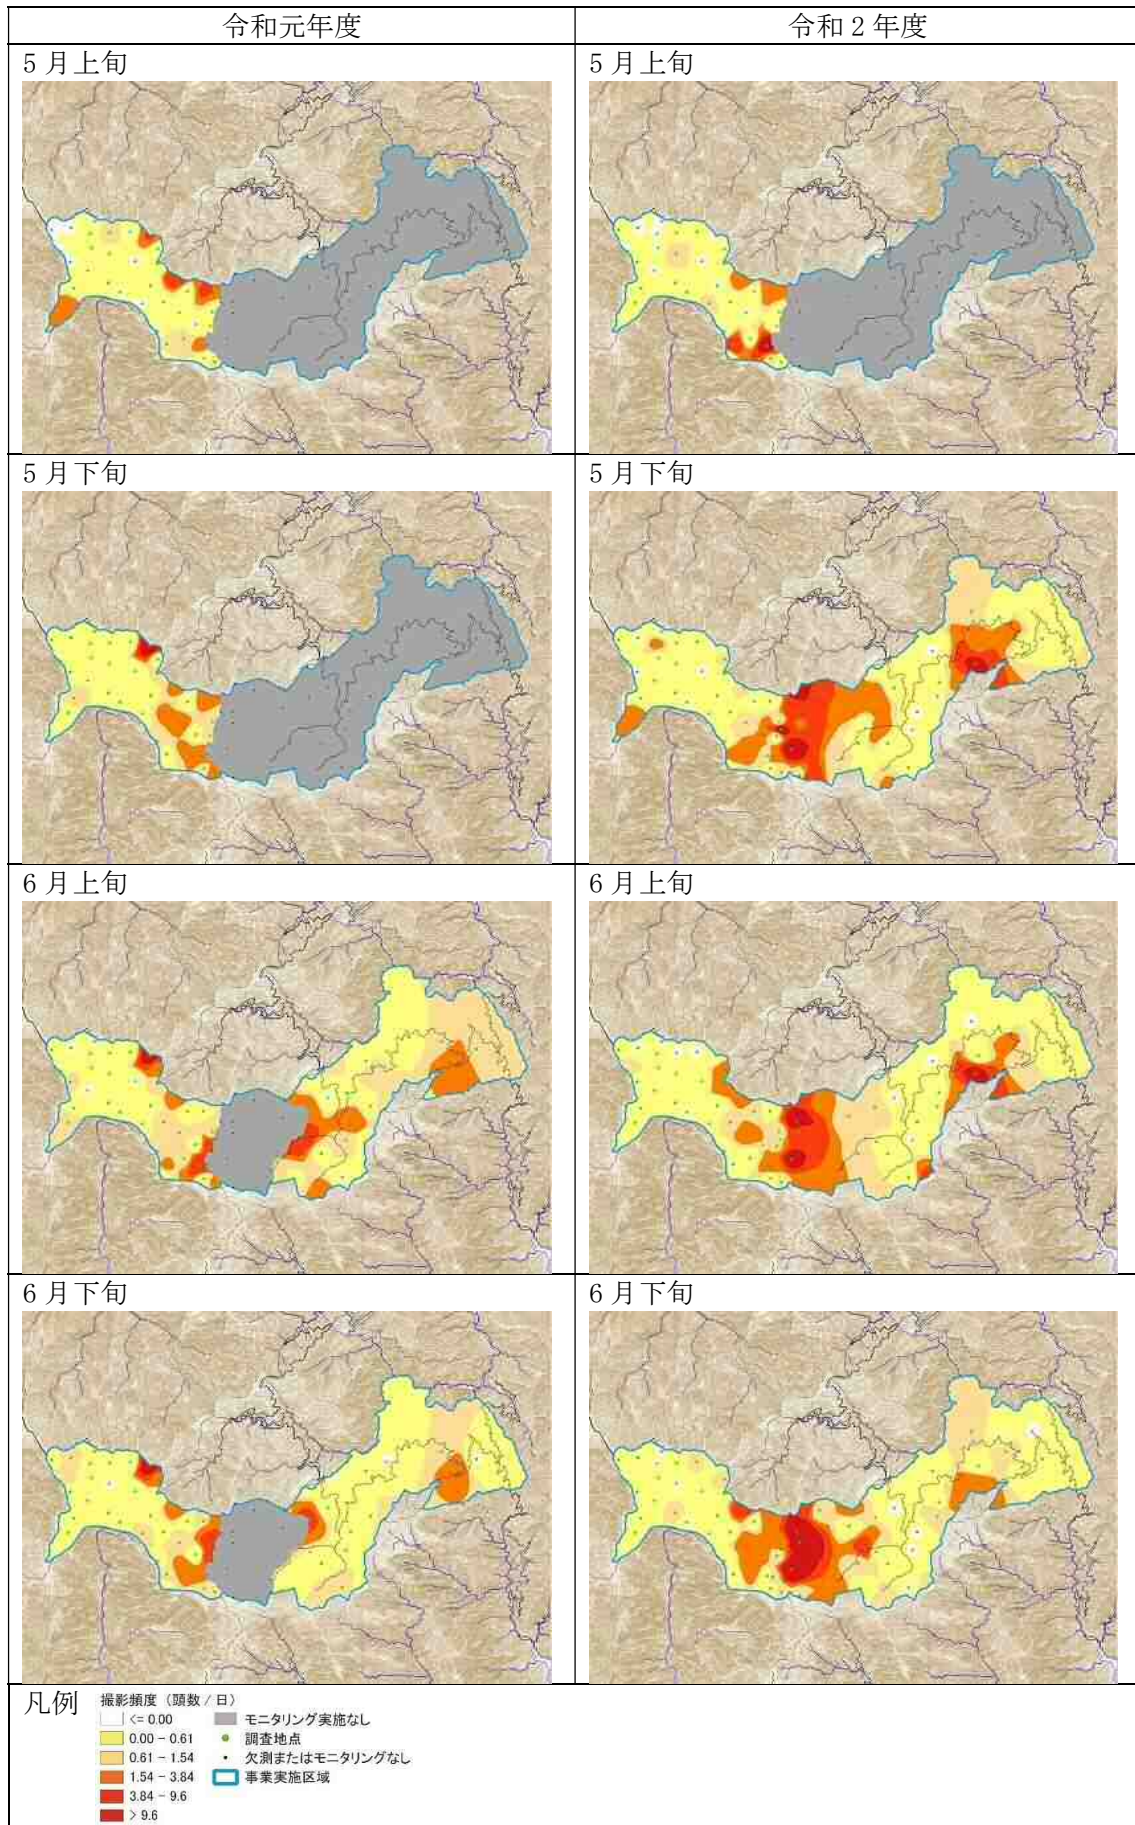 令和元年度
令和２年度
５月上旬
５月上旬
５月下旬
５月下旬
６月上旬
６月上旬
６月下旬
６月下旬
凡例
撮影頻度（頭数／日）
<= 0.00
0.00 - 0.61
0.61 - 1.54
1.54 - 3.84
3.84 - 9.6
> 9.6
モニタリング実施なし
調査地点
欠測またはモニタリングなし
事業実施区域